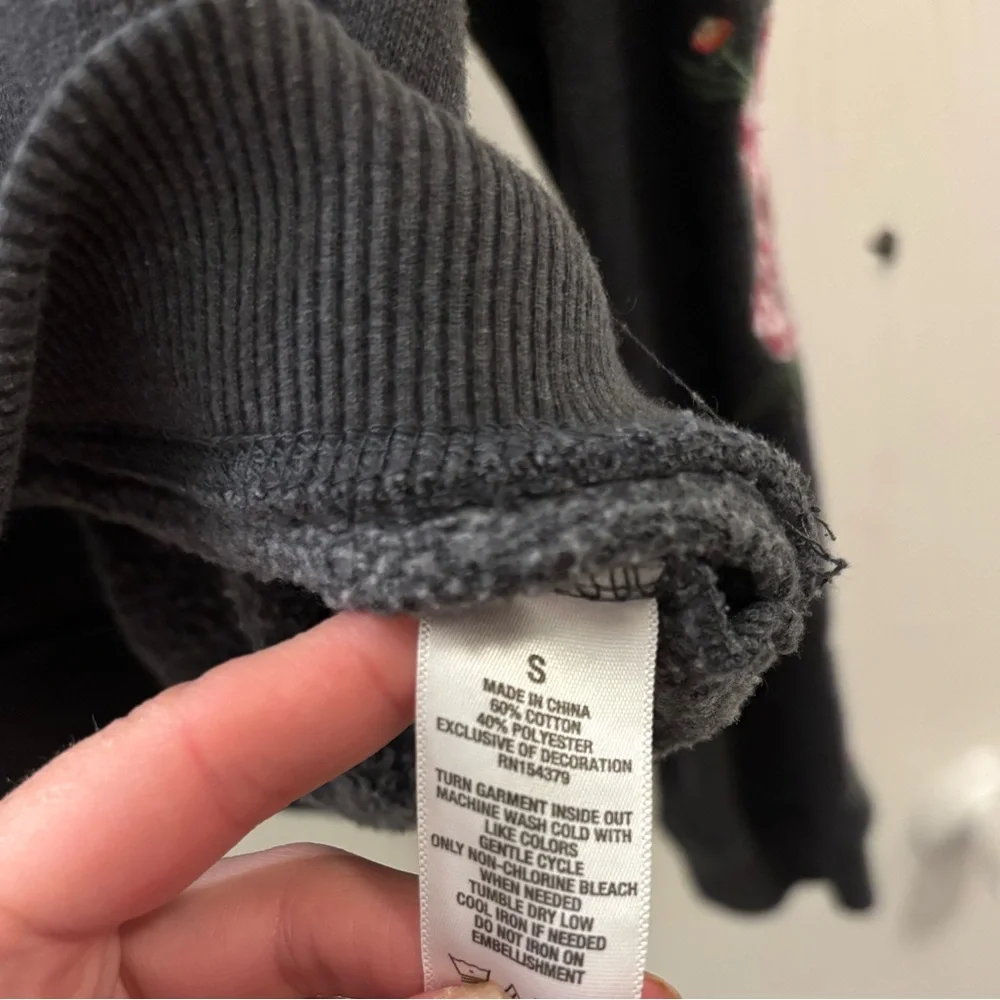 S
MADE IN CHINA
60% COTTON
40% POLYESTER
EXCLUSIVE OF DECORATION
RN154379
TURN GARMENT INSIDE OUT
MACHINE WASH COLD WITH
LIKE COLORS
GENTLE CYCLE
ONLY NON-CHLORINE BLEACH
WHEN NEEDED
TUMBLE DRY LOW
COOL IRON IF NEEDED
DO NOT IRON ON
EMBELLISHMENT